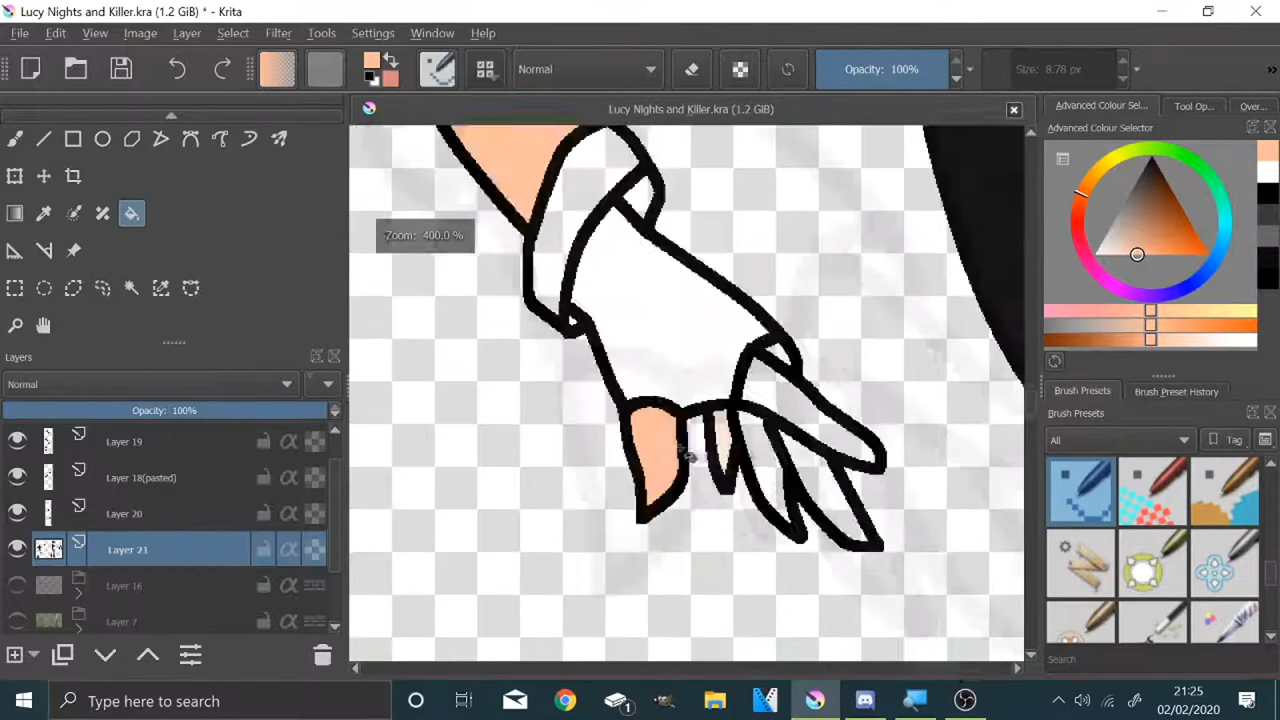 Lucy Nights and Killer.kra (1.2 GiB) * - Krita
File Edit View Image Layer Select Filter Tools Settings Window Help
Normal
Opacity: 100%
Size: 8.78 px
Lucy Nights and Killer.kra (1.2 GiB)
Advanced Colour Sel... Tool Op... Over...
Advanced Colour Selector
Zoom: 400.0 %
Layers
Normal
Opacity: 100%
Layer 19
Layer 18(pasted)
Layer 20
Layer 21
Layer 16
Layer 7
Brush Presets Brush Preset History
Brush Presets
All
Tag
Search
Type here to search
1
21:25
02/02/2020